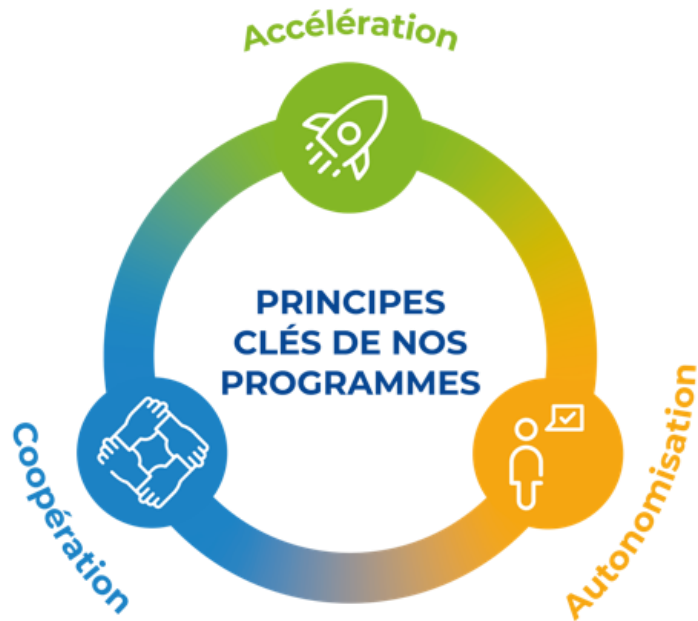 Accélération
PRINCIPES
CLÉS DE NOS
PROGRAMMES
Coopération
Autonomisation